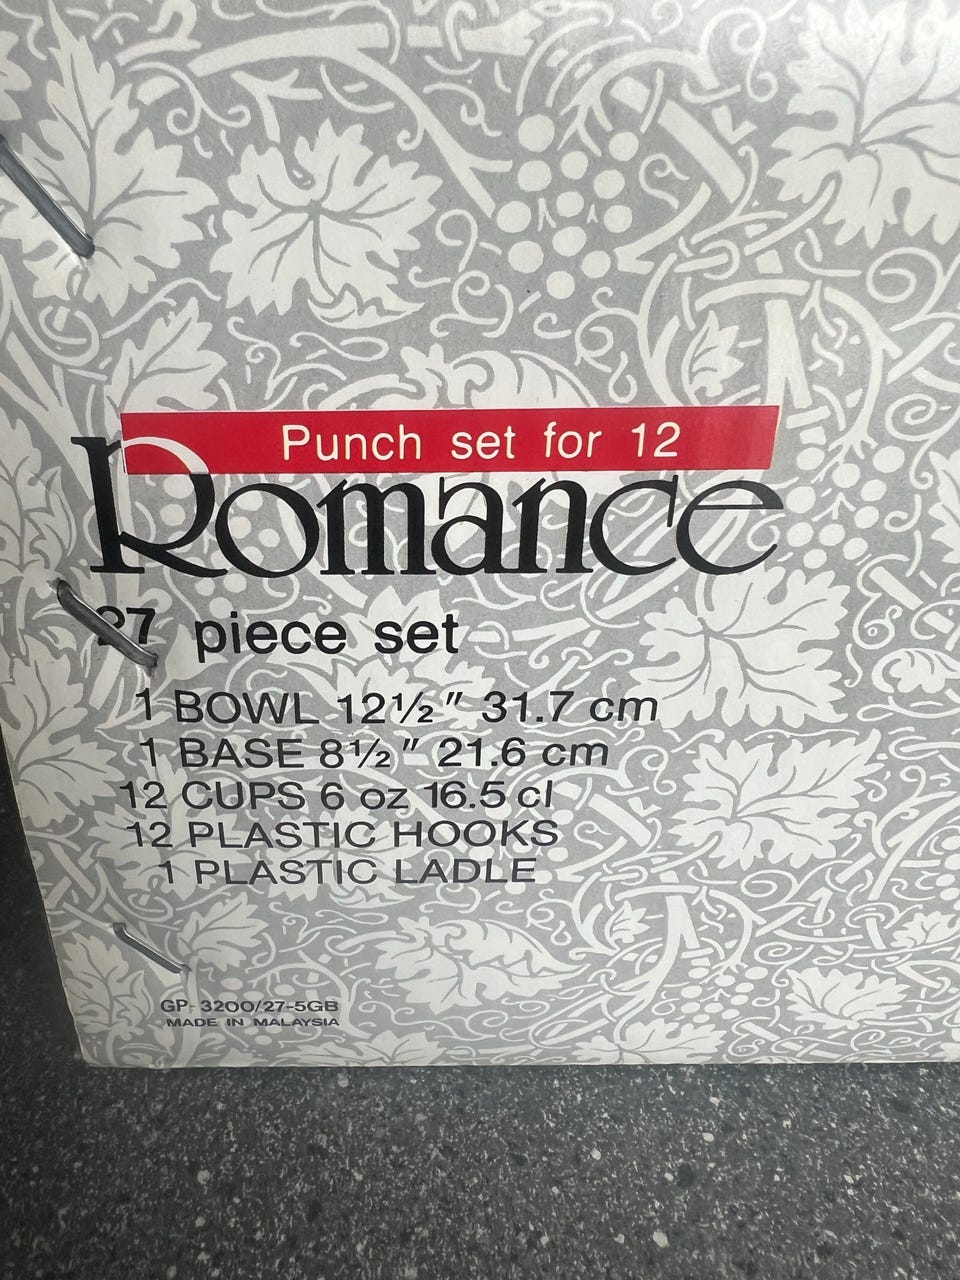 Punch set for 12
Romance
27 piece set
1 BOWL 12½" 31.7 cm
1 BASE 8½" 21.6 cm
12 CUPS 6 oz 16.5 cl
12 PLASTIC HOOKS
1 PLASTIC LADLE
GP-3200/27-5GB
MADE IN MALAYSIA